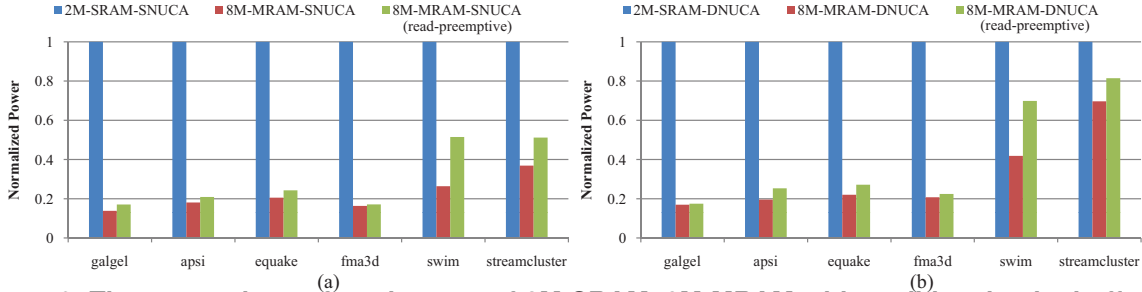 2M-SRAM-SNUCA 8M-MRAM-SNUCA 8M-MRAM-SNUCA
(read-preemptive)
Normalized Power
1
0.8
0.6
0.4
0.2
0
galgel apsi equake fma3d swim streamcluster
(a)
2M-SRAM-DNUCA 8M-MRAM-DNUCA 8M-MRAM-DNUCA
(read-preemptive)
Normalized Power
1
0.8
0.6
0.4
0.2
0
galgel apsi equake fma3d swim streamcluster
(b)